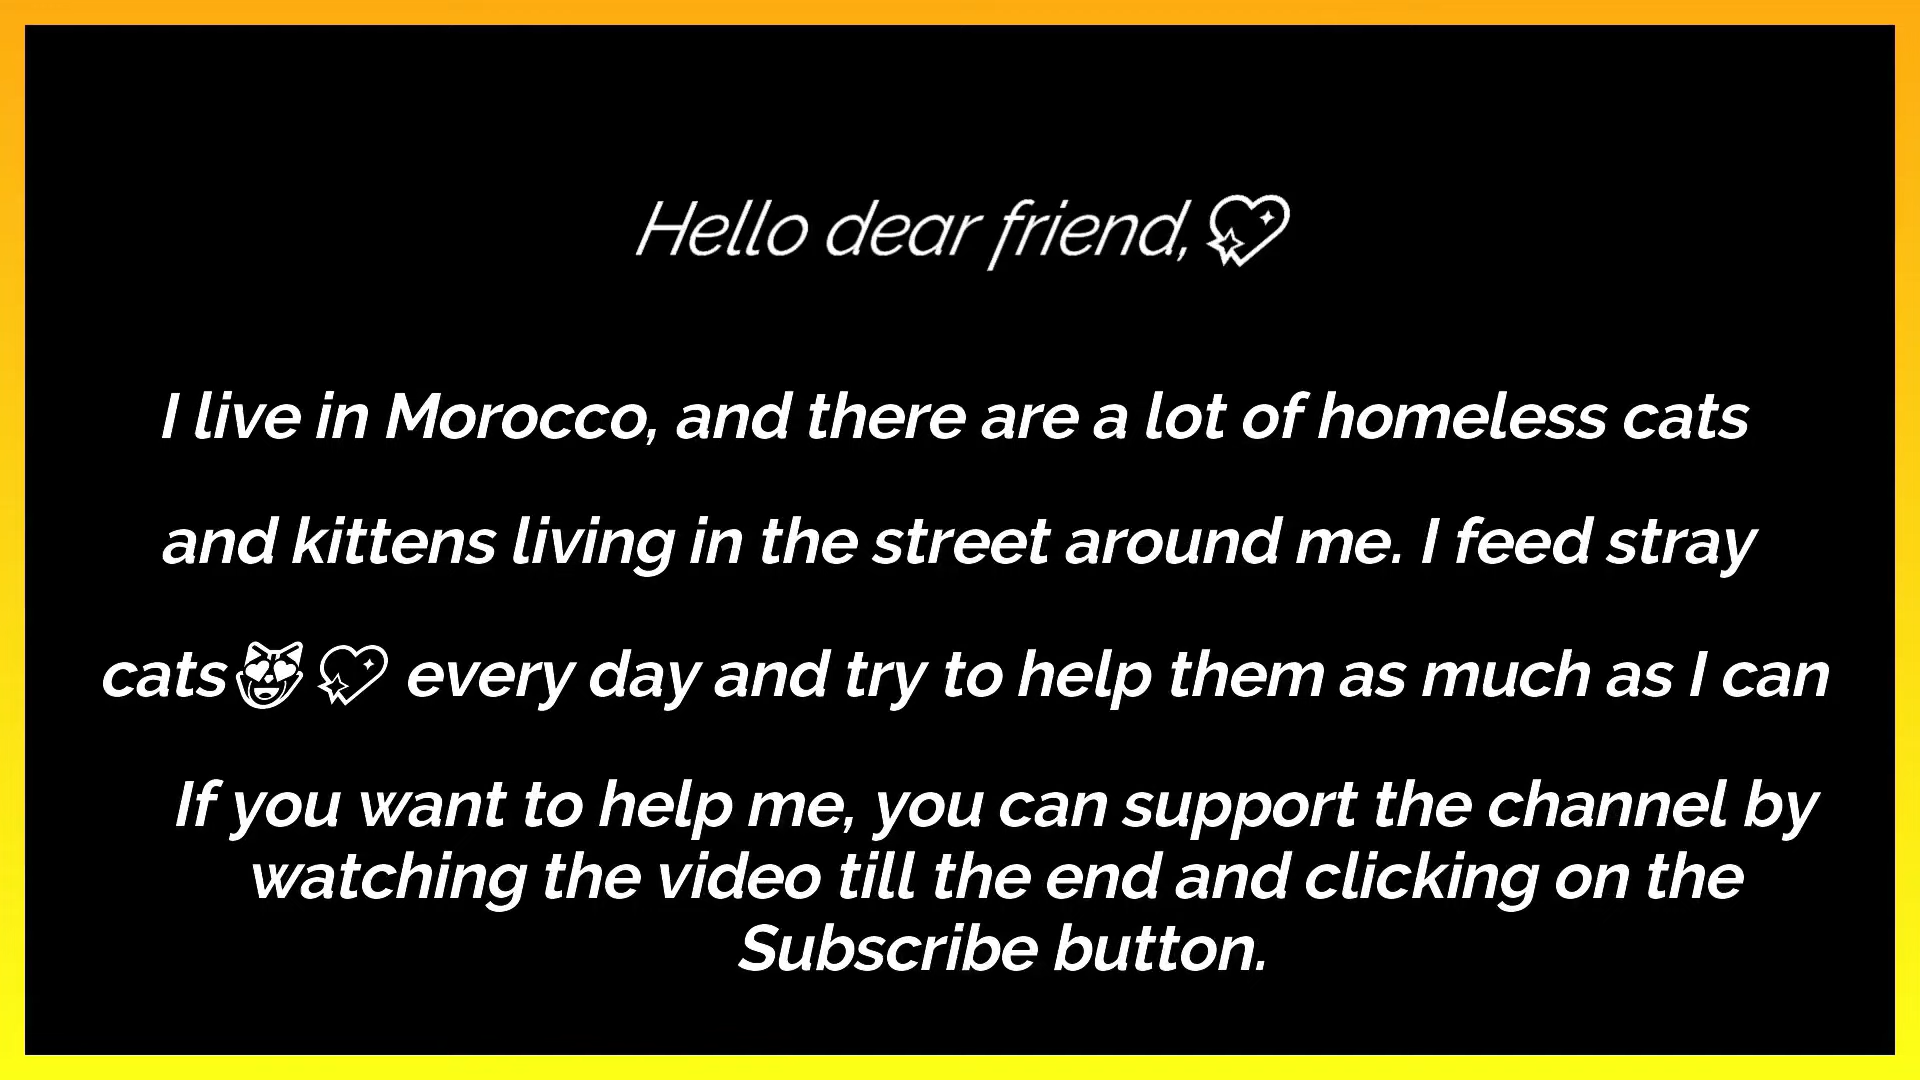 Hello dear friend,💖
I live in Morocco, and there are a lot of homeless cats
and kittens living in the street around me. I feed stray
cats😻💖 every day and try to help them as much as I can
If you want to help me, you can support the channel by
watching the video till the end and clicking on the
Subscribe button.